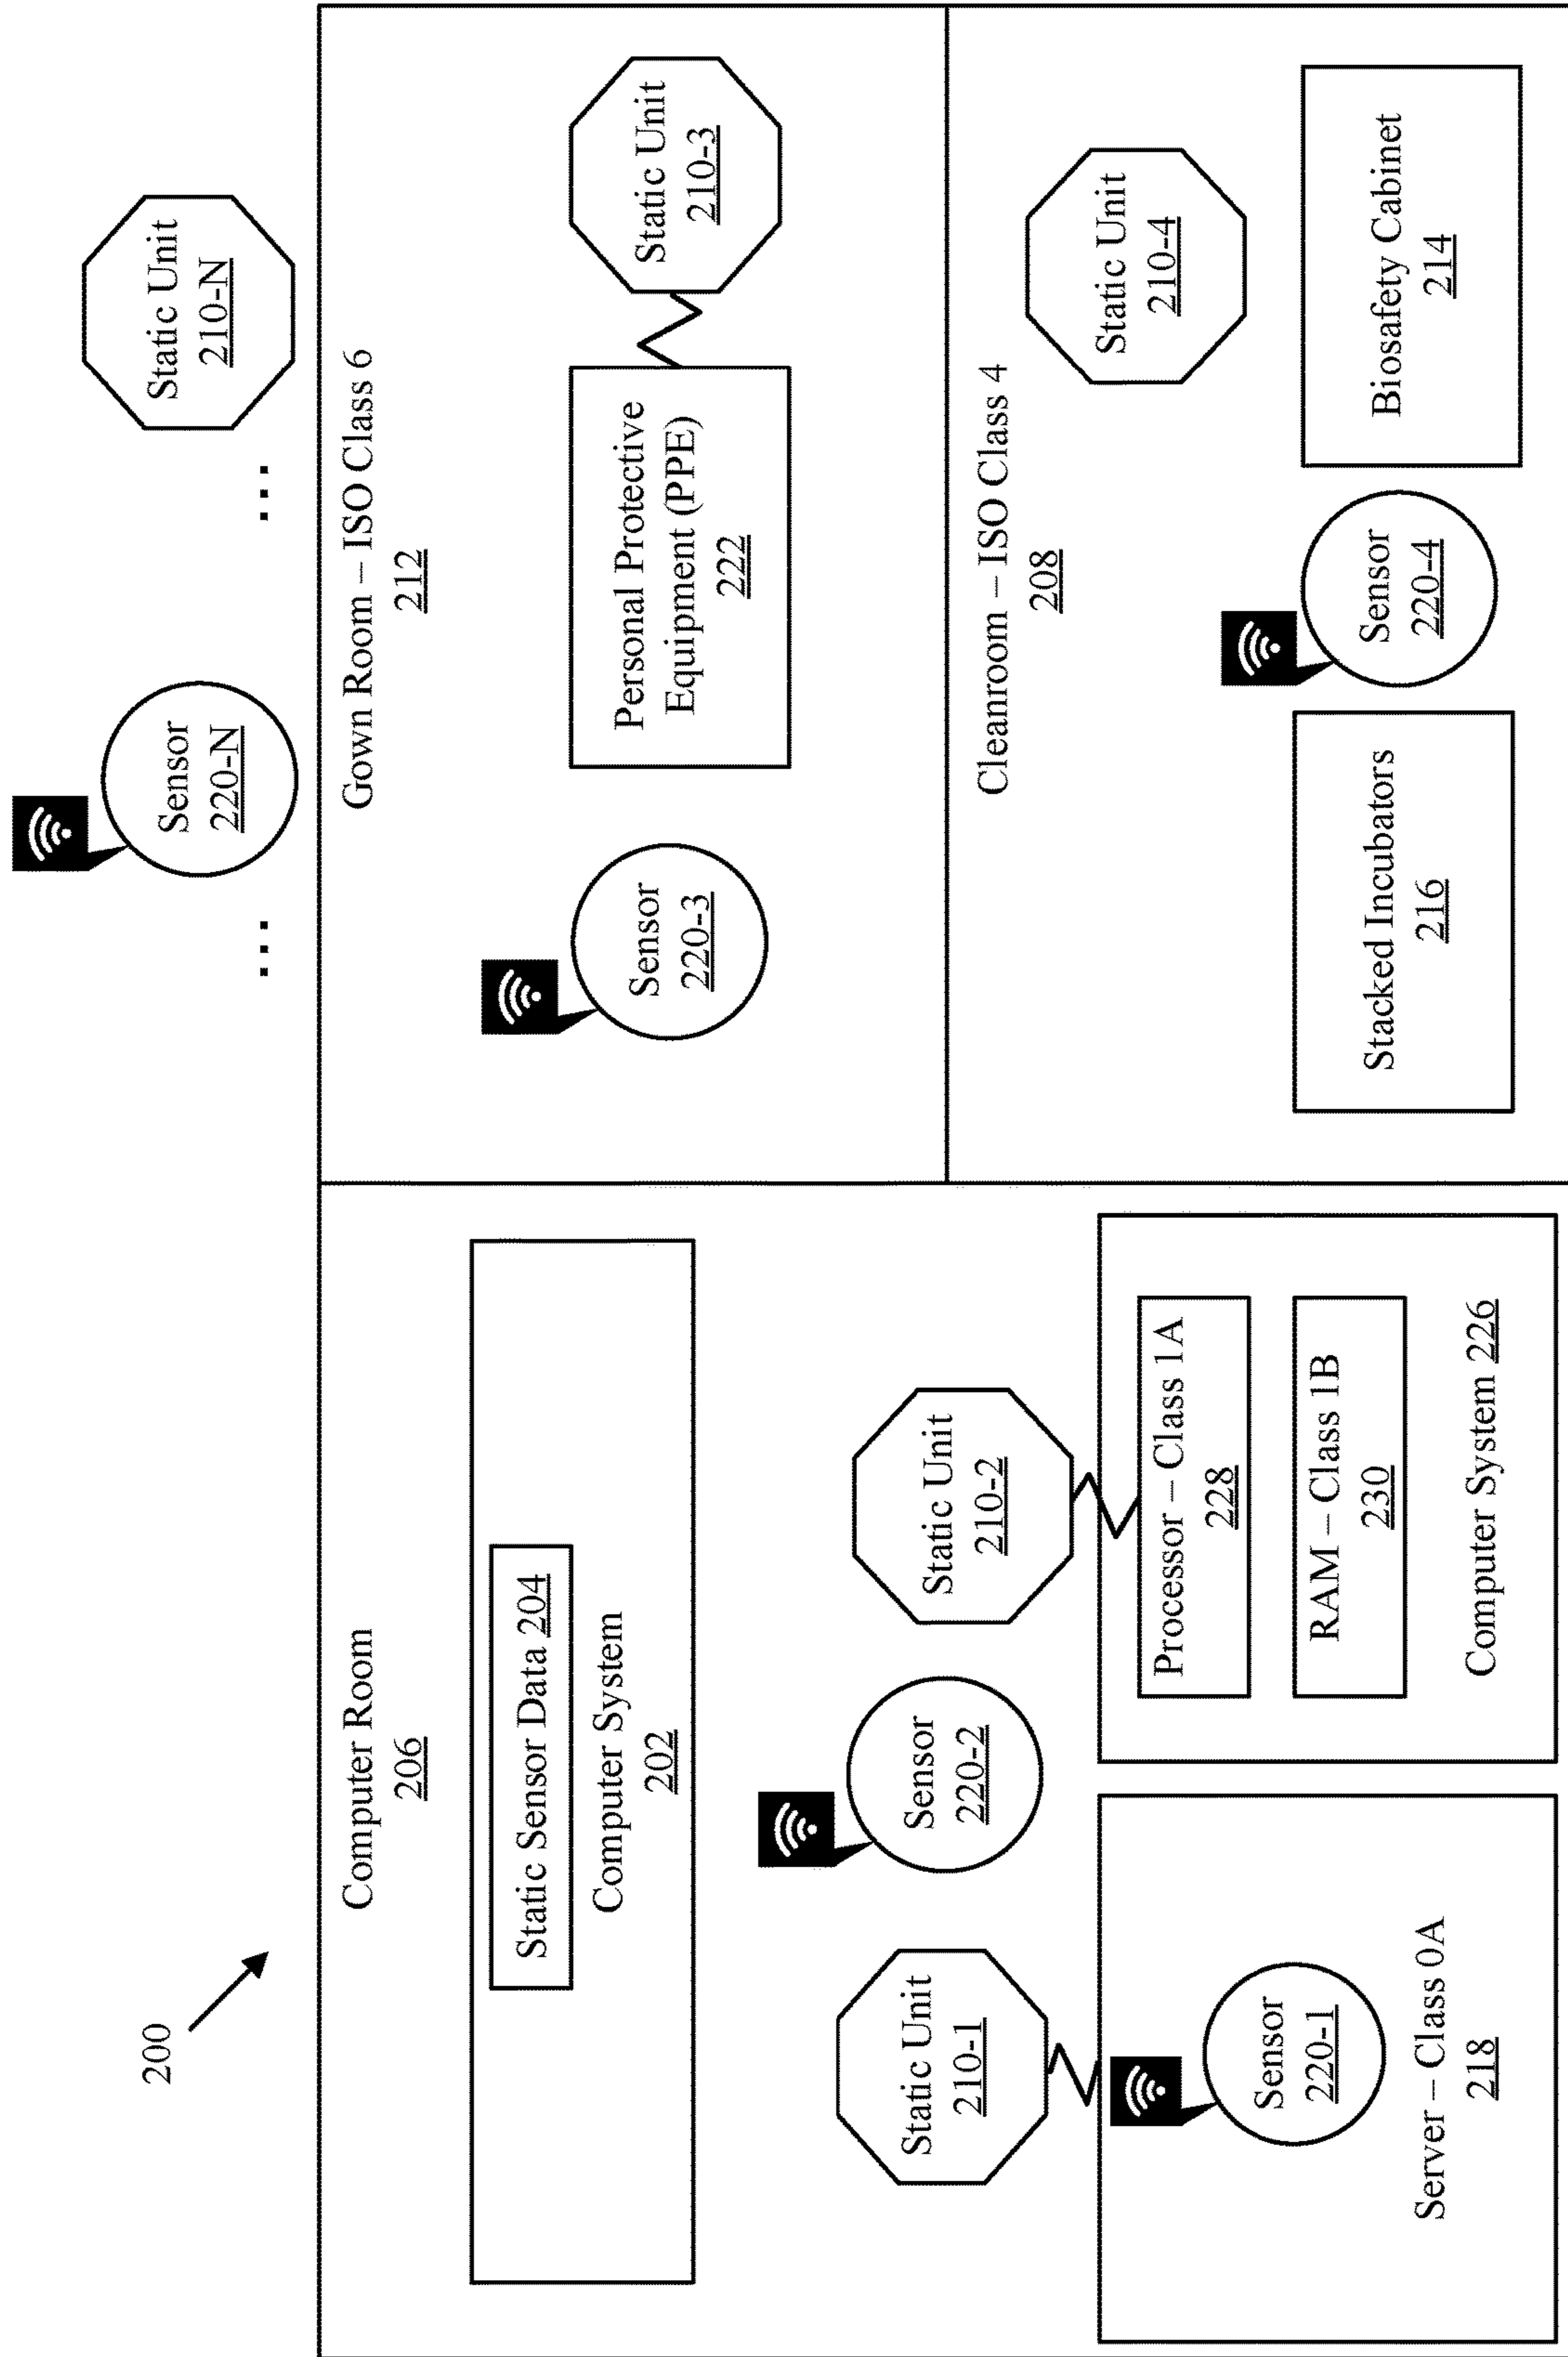 200
Sensor
220-N
Static Unit
210-N
...
...
Computer Room
206
Static Sensor Data 204
Computer System
202
Static Unit
210-1
Sensor
220-2
Static Unit
210-2
Sensor
220-1
Server – Class 0A
218
Processor – Class 1A
228
RAM – Class 1B
230
Computer System 226
Gown Room – ISO Class 6
212
Sensor
220-3
Personal Protective
Equipment (PPE)
222
Static Unit
210-3
Cleanroom – ISO Class 4
208
Static Unit
210-4
Stacked Incubators
216
Sensor
220-4
Biosafety Cabinet
214